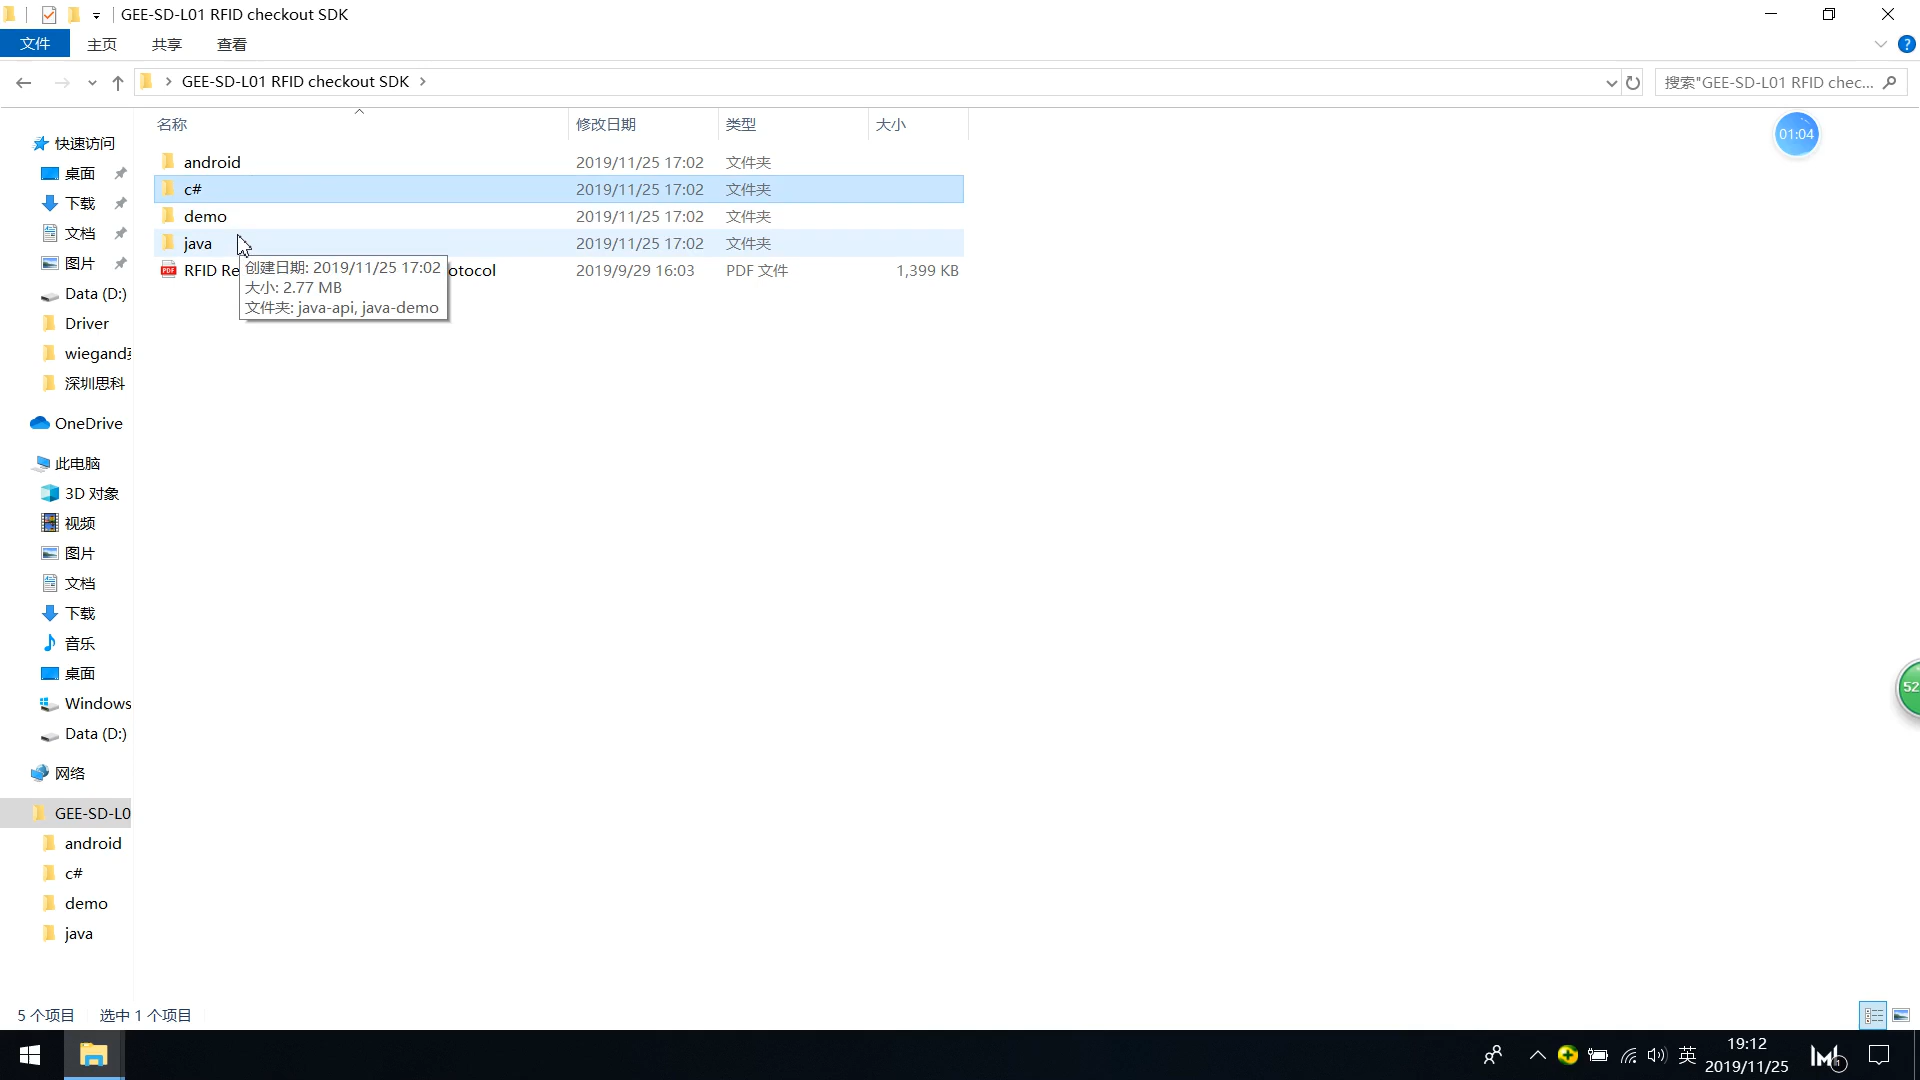 GEE-SD-L01 RFID checkout SDK
文件 主页 共享 查看
GEE-SD-L01 RFID checkout SDK
搜索"GEE-SD-L01 RFID chec...
名称 修改日期 类型 大小
01:04
android 2019/11/25 17:02 文件夹
c# 2019/11/25 17:02 文件夹
demo 2019/11/25 17:02 文件夹
java 2019/11/25 17:02 文件夹
RFID Re otocol 2019/9/29 16:03 PDF 文件 1,399 KB
创建日期: 2019/11/25 17:02
大小: 2.77 MB
文件夹: java-api, java-demo
快速访问
桌面
下载
文档
图片
Data (D:)
Driver
wiegand
深圳思科
OneDrive
此电脑
3D 对象
视频
图片
文档
下载
音乐
桌面
Windows
Data (D:)
网络
GEE-SD-L0
android
c#
demo
java
52
5 个项目 选中 1 个项目
英
19:12
2019/11/25